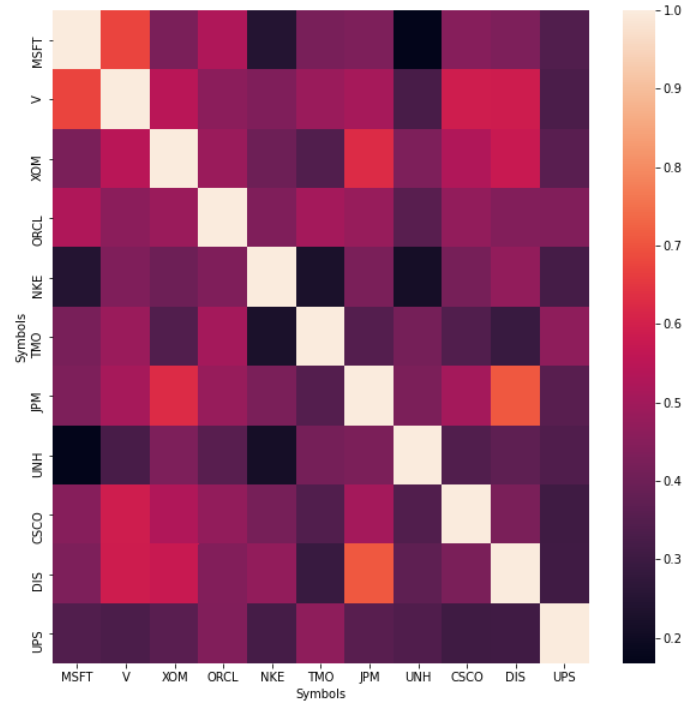 MSFT
V
XOM
ORCL
NKE
TMO
JPM
UNH
CSCO
DIS
UPS
Symbols
MSFT V XOM ORCL NKE TMO JPM UNH CSCO DIS UPS
Symbols
1.0
0.9
0.8
0.7
0.6
0.5
0.4
0.3
0.2